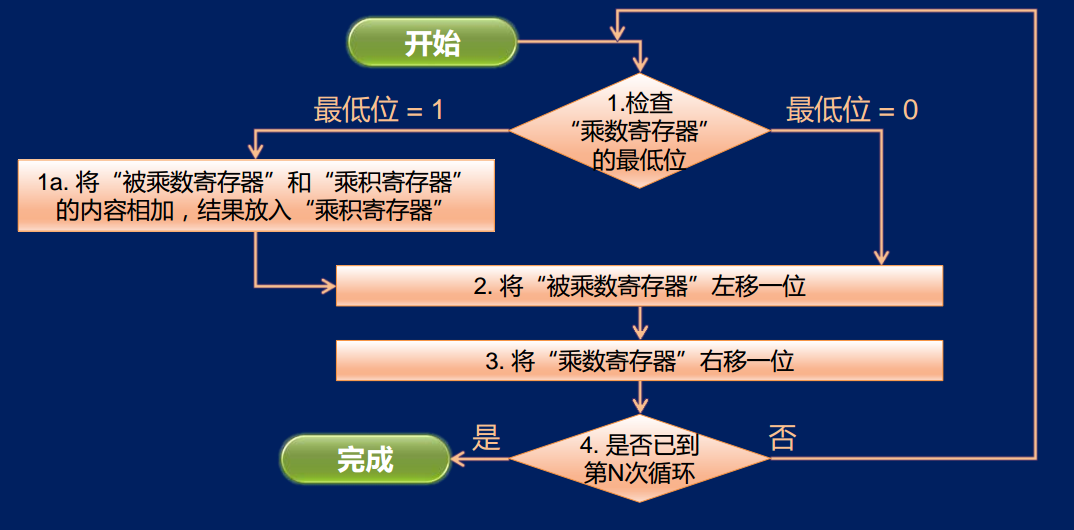 开始
最低位 = 1
1.检查
“乘数寄存器”
的最低位
最低位 = 0
1a. 将“被乘数寄存器”和“乘积寄存器”
的内容相加，结果放入“乘积寄存器”
2. 将“被乘数寄存器”左移一位
3. 将“乘数寄存器”右移一位
完成
是
4. 是否已到
第N次循环
否